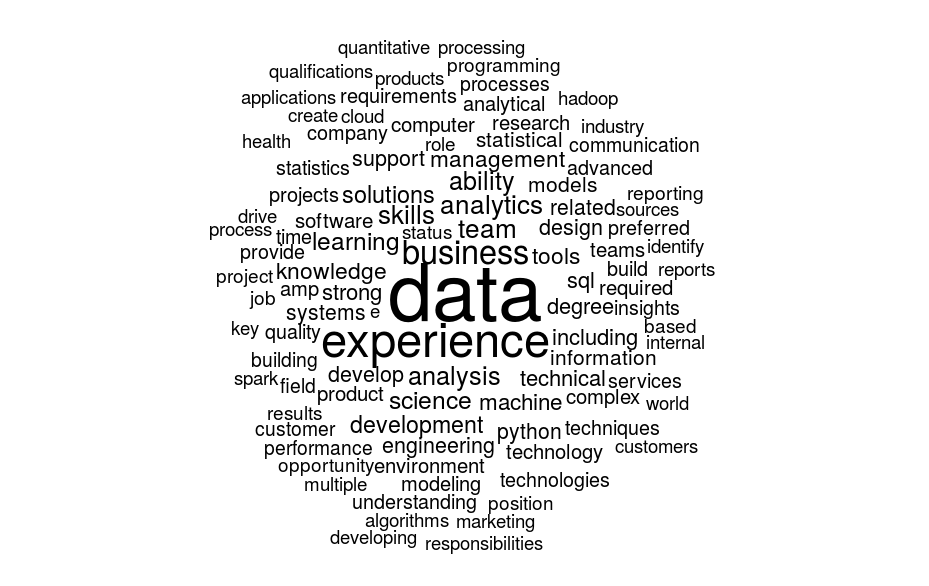 quantitative processing
qualifications products programming
processes
applications requirements analytical hadoop
create cloud computer research industry
health company role statistical communication
statistics support management advanced
projects solutions ability models reporting
drive software skills analytics related sources
process time learning status team design preferred
provide business tools teams identify
project knowledge data sql build reports
job amp strong required
systems e degree insights
key quality experience including based
internal
building information
spark field develop analysis technical services
product science machine complex world
results
customer development python techniques
performance engineering technology customers
opportunity environment
multiple modeling technologies
understanding position
algorithms marketing
developing responsibilities